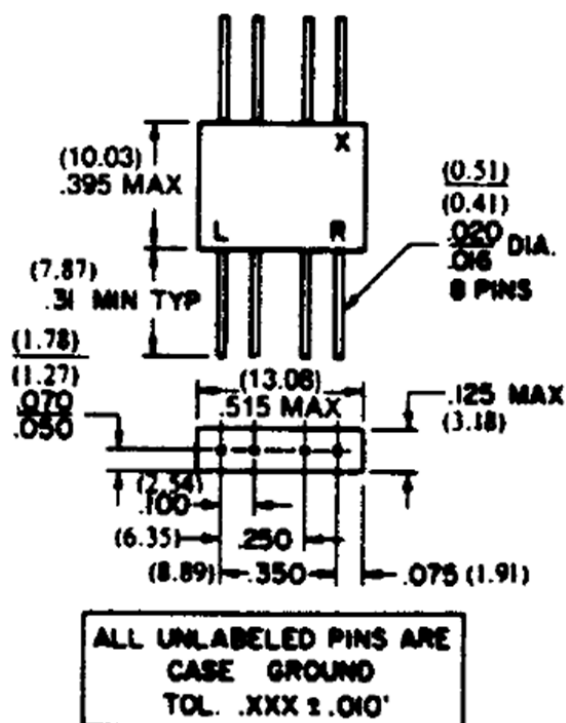 X
(10.03)
.395 MAX
(0.51)
(0.41)
.020
.016 DIA.
8 PINS
L R
(7.87)
.31 MIN TYP
(1.78)
(1.27)
.070
.050
(13.08)
.515 MAX
.125 MAX
(3.18)
(2.54)
.100
(6.35) .250
(8.89) .350 .075 (1.91)
ALL UNLABELED PINS ARE
CASE GROUND
TOL. .XXX ± .010"